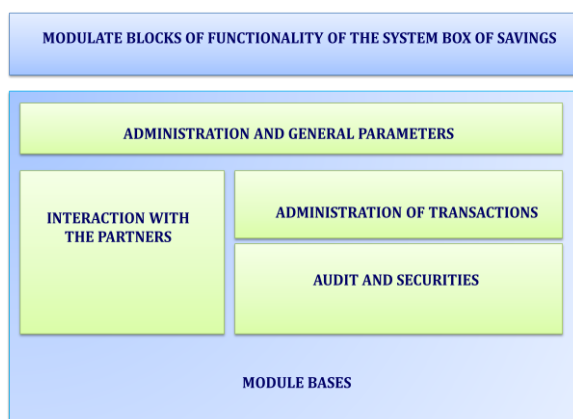 MODULATE BLOCKS OF FUNCTIONALITY OF THE SYSTEM BOX OF SAVINGS
ADMINISTRATION AND GENERAL PARAMETERS
INTERACTION WITH
THE PARTNERS
ADMINISTRATION OF TRANSACTIONS
AUDIT AND SECURITIES
MODULE BASES